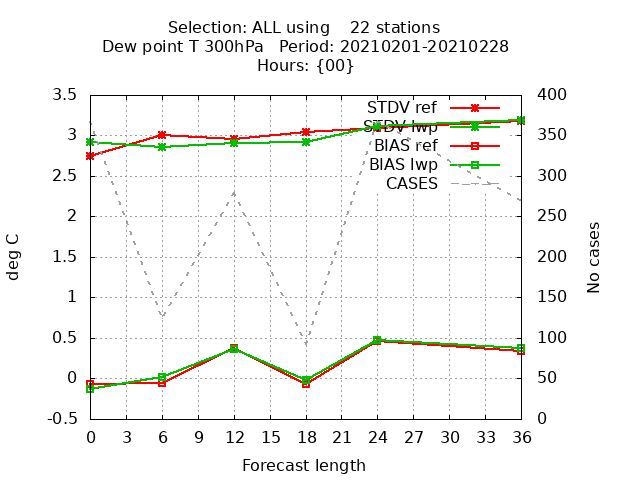 Selection: ALL using    22 stations
Dew point T 300hPa   Period: 20210201-20210228
Hours: {00}
3.5
3
2.5
2
1.5
1
0.5
0
-0.5
deg C
400
350
300
250
200
150
100
50
0
No cases
STDV ref
STDV lwp
BIAS ref
BIAS lwp
CASES
0 3 6 9 12 15 18 21 24 27 30 33 36
Forecast length